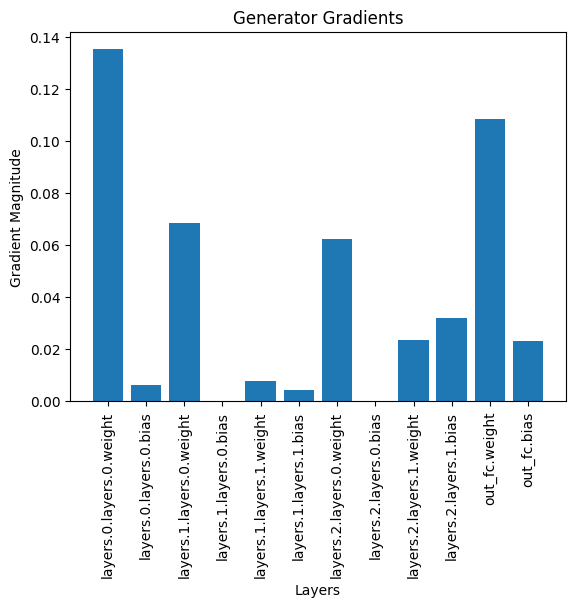 Generator Gradients
Gradient Magnitude
0.14
0.12
0.10
0.08
0.06
0.04
0.02
0.00
layers.0.layers.0.weight
layers.0.layers.0.bias
layers.1.layers.0.weight
layers.1.layers.0.bias
layers.1.layers.1.weight
layers.1.layers.1.bias
layers.2.layers.0.weight
layers.2.layers.0.bias
layers.2.layers.1.weight
layers.2.layers.1.bias
out_fc.weight
out_fc.bias
Layers